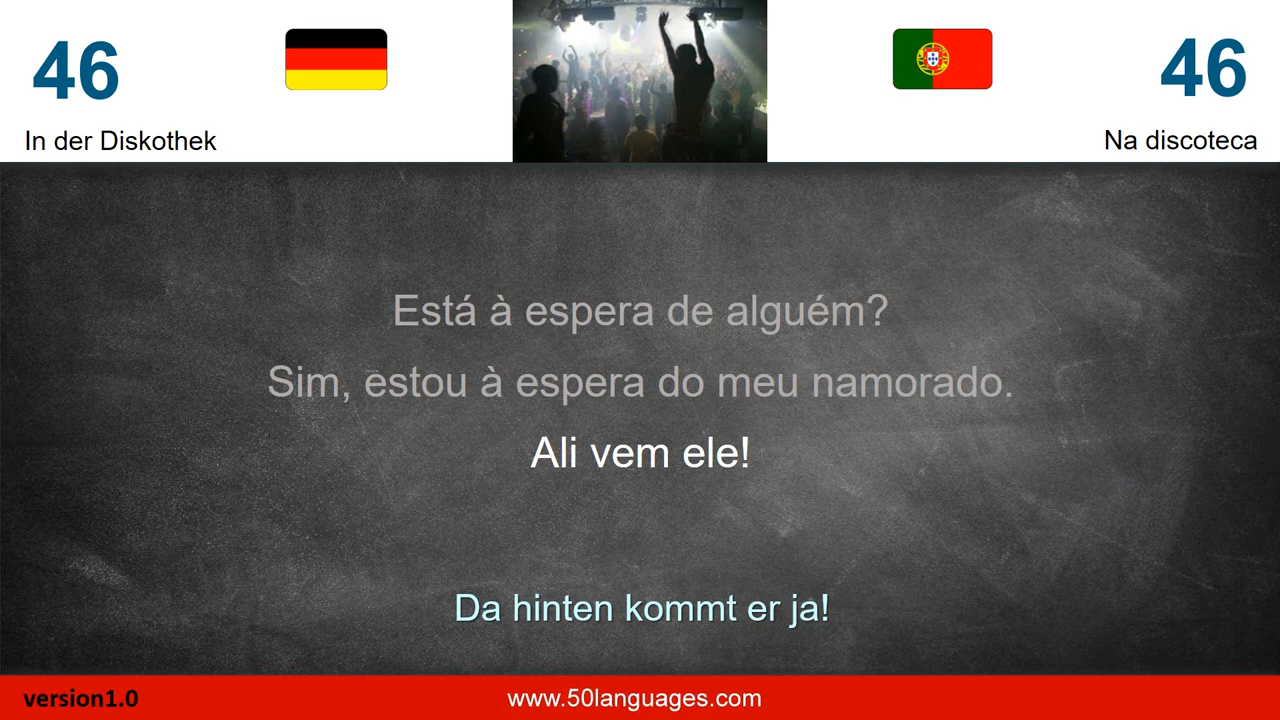 46
46
In der Diskothek
Na discoteca
Está à espera de alguém?
Sim, estou à espera do meu namorado.
Ali vem ele!
Da hinten kommt er ja!
version1.0
www.50languages.com